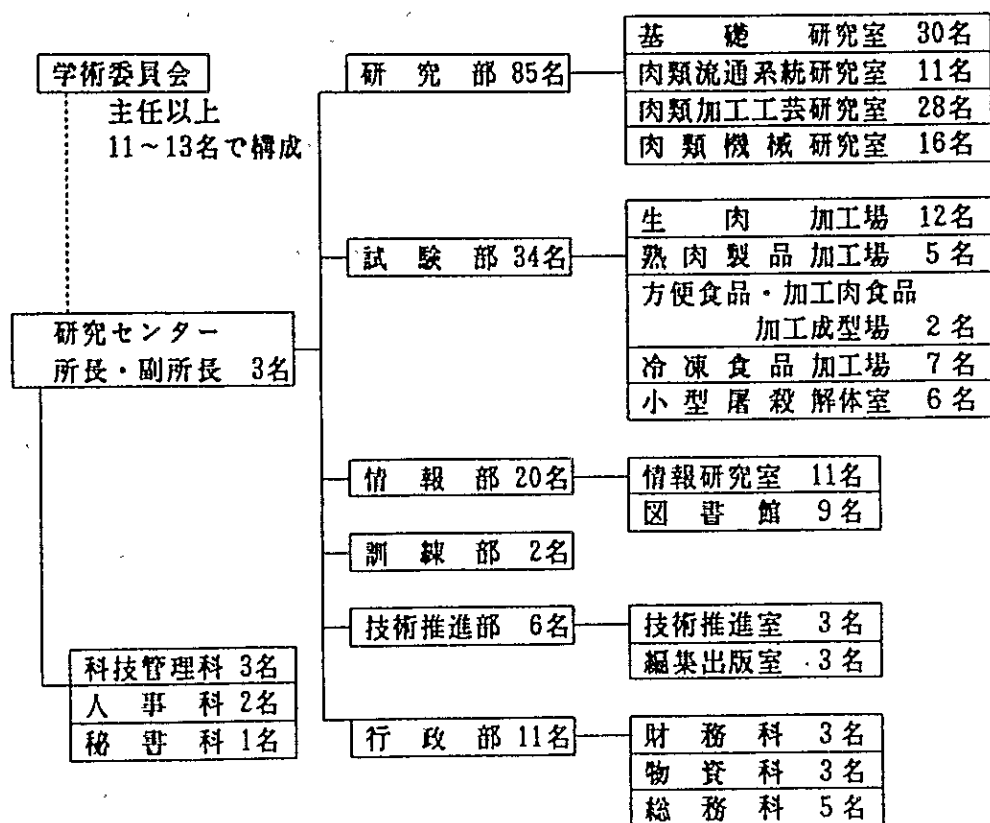 学術委員会
主任以上
11~13名で構成
研究センター
所長・副所長 3名
科技管理科 3名
人事科 2名
秘書科 1名
研究部 85名
基礎研究室 30名
肉類流通系統研究室 11名
肉類加工工芸研究室 28名
肉類機械研究室 16名
試験部 34名
生肉加工場 12名
熟肉製品加工場 5名
方便食品・加工肉食品
加工成型場 2名
冷凍食品加工場 7名
小型屠殺解体室 6名
情報部 20名
情報研究室 11名
図書館 9名
訓練部 2名
技術推進部 6名
技術推進室 3名
編集出版室 3名
行政部 11名
財務科 3名
物資科 3名
総務科 5名